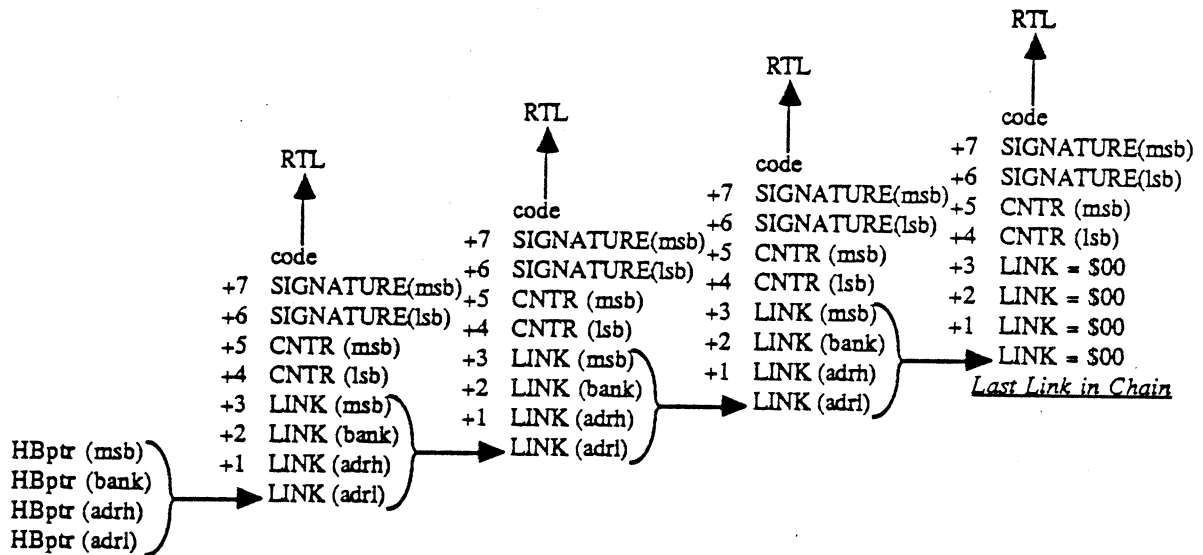 HBptr (msb)
HBptr (bank)
HBptr (adrh)
HBptr (adrl)
RTL
code
+7 SIGNATURE(msb)
+6 SIGNATURE(lsb)
+5 CNTR (msb)
+4 CNTR (lsb)
+3 LINK (msb)
+2 LINK (bank)
+1 LINK (adrh)
LINK (adrl)
RTL
code
+7 SIGNATURE(msb)
+6 SIGNATURE(lsb)
+5 CNTR (msb)
+4 CNTR (lsb)
+3 LINK (msb)
+2 LINK (bank)
+1 LINK (adrh)
LINK (adrl)
RTL
code
+7 SIGNATURE(msb)
+6 SIGNATURE(lsb)
+5 CNTR (msb)
+4 CNTR (lsb)
+3 LINK (msb)
+2 LINK (bank)
+1 LINK (adrh)
LINK (adrl)
RTL
code
+7 SIGNATURE(msb)
+6 SIGNATURE(lsb)
+5 CNTR (msb)
+4 CNTR (lsb)
+3 LINK = $00
+2 LINK = $00
+1 LINK = $00
LINK = $00
Last Link in Chain